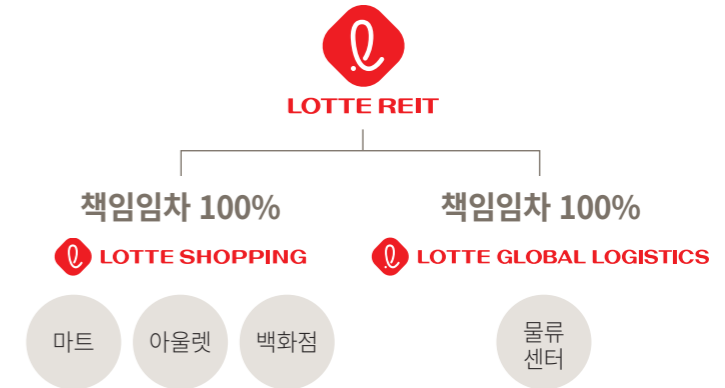 LOTTE REIT
책임임차 100%
책임임차 100%
LOTTE SHOPPING
LOTTE GLOBAL LOGISTICS
마트
아울렛
백화점
물류
센터